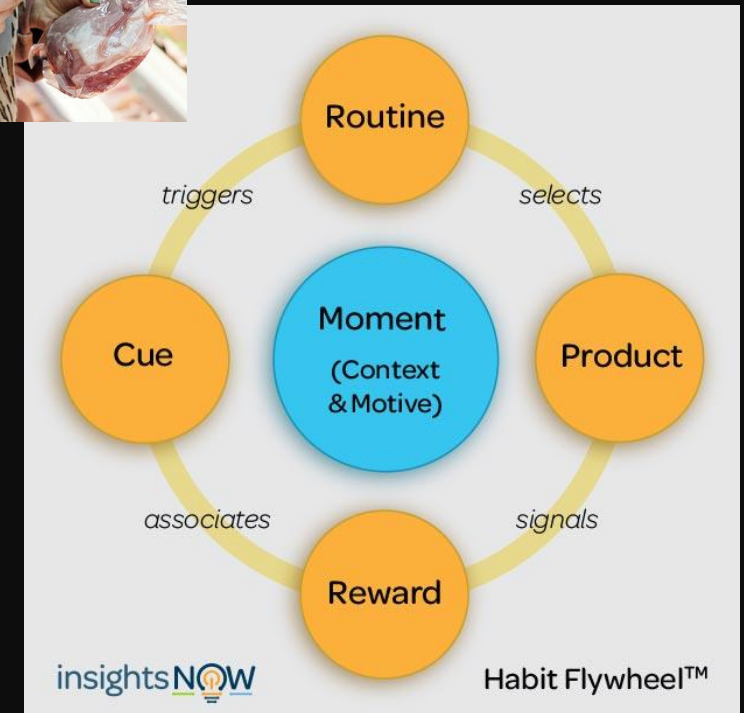 Routine
triggers
selects
Moment
(Context
& Motive)
Cue
Product
associates
signals
Reward
insightsNOW
Habit Flywheel™